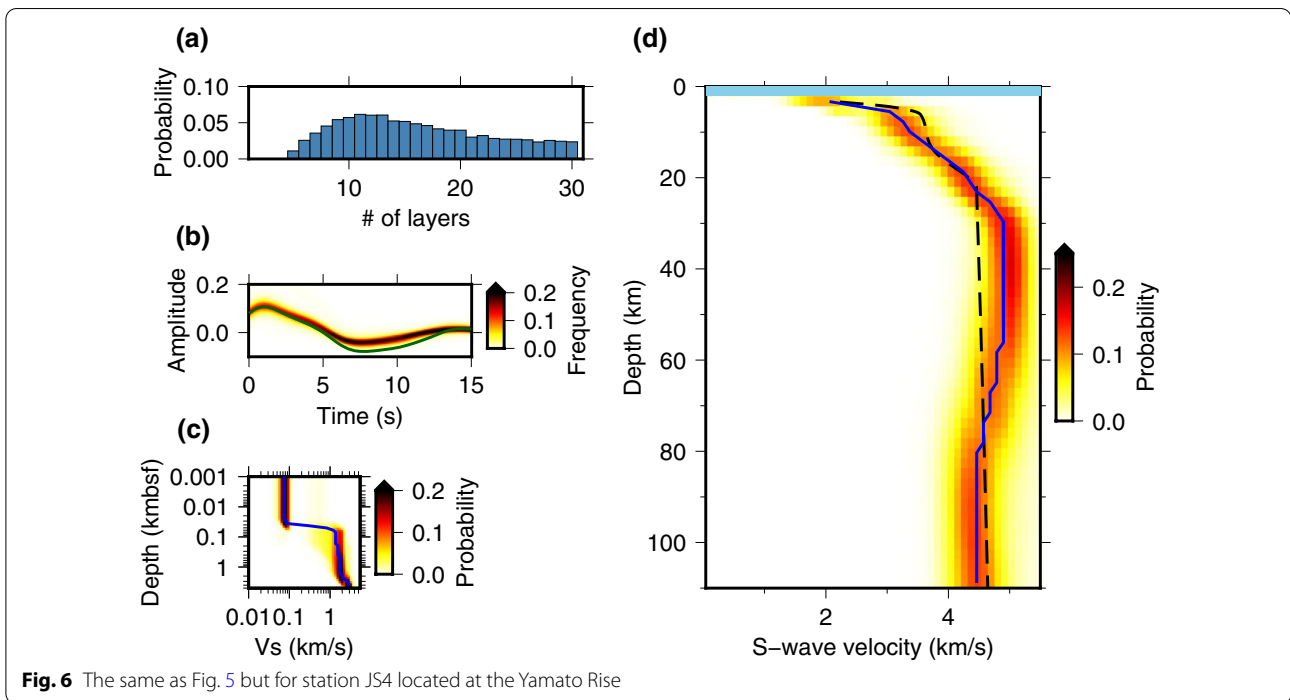 (a)
Probability
0.10
0.05
0.00
10 20 30
# of layers
(b)
Amplitude
0.2
0.0
0 5 10 15
Time (s)
0.2
0.1
0.0
Frequency
(c)
Depth (kmbsf)
0.001
0.01
0.1
1
0.01 0.1 1
Vs (km/s)
0.2
0.1
0.0
Probability
(d)
Depth (km)
0
20
40
60
80
100
2 4
S−wave velocity (km/s)
0.2
0.1
0.0
Probability
Fig. 6 The same as Fig. 5 but for station JS4 located at the Yamato Rise